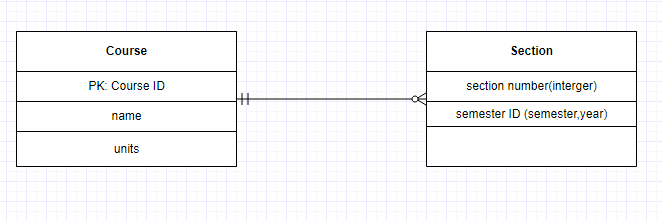 Course
PK: Course ID
name
units
Section
section number(interger)
semester ID (semester,year)